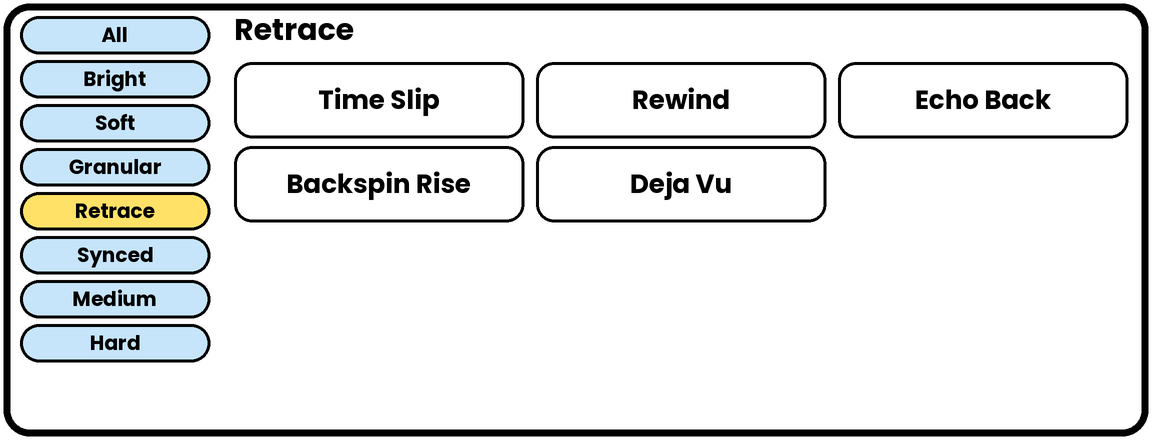 All
Bright
Soft
Granular
Retrace
Synced
Medium
Hard
Retrace
Time Slip
Rewind
Echo Back
Backspin Rise
Deja Vu